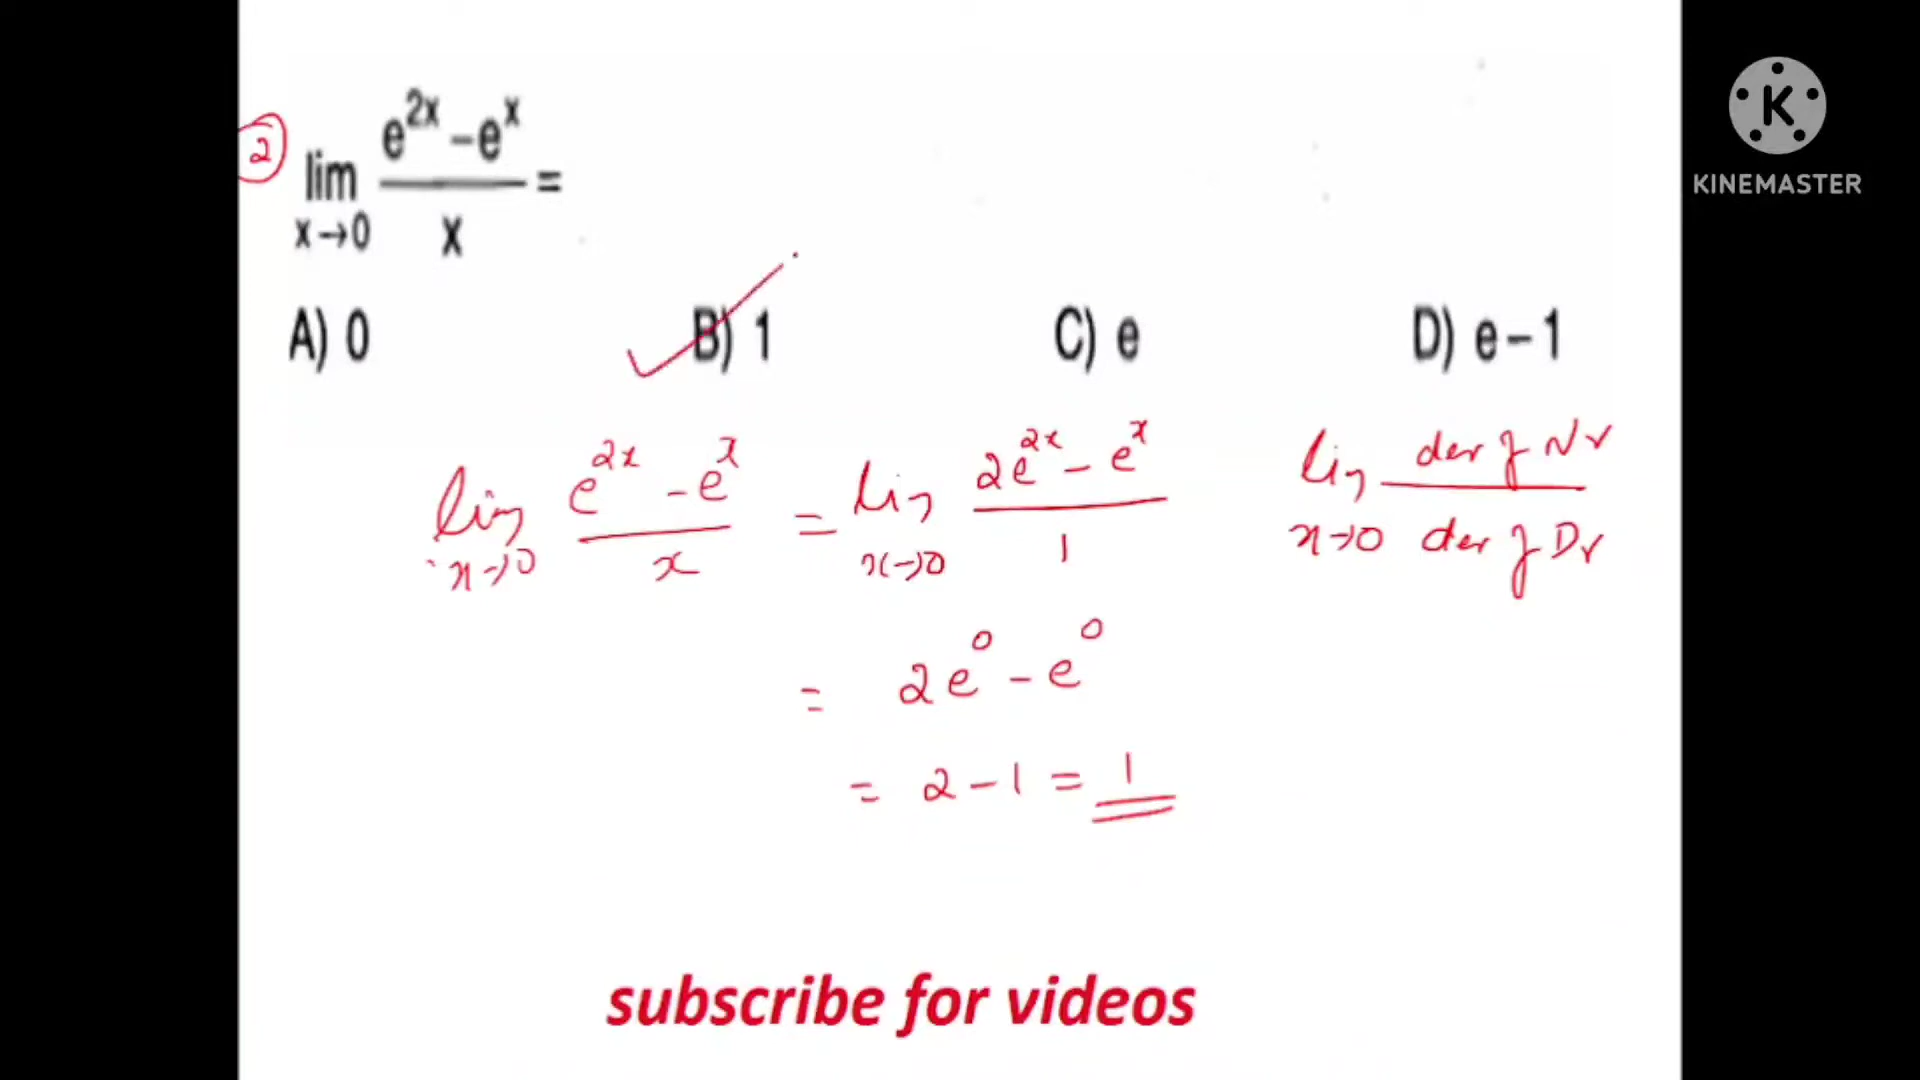 2
lim x→0 (e^2x – e^x)/x =
KINEMASTER
A) 0 B) 1 C) e D) e – 1
lim x→0 (e^2x – e^x)/x = lim x→0 (2e^2x – e^x)/1
lim x→0 der of Nr/der of Dr
= 2e^0 – e^0
= 2 – 1 = 1
subscribe for videos